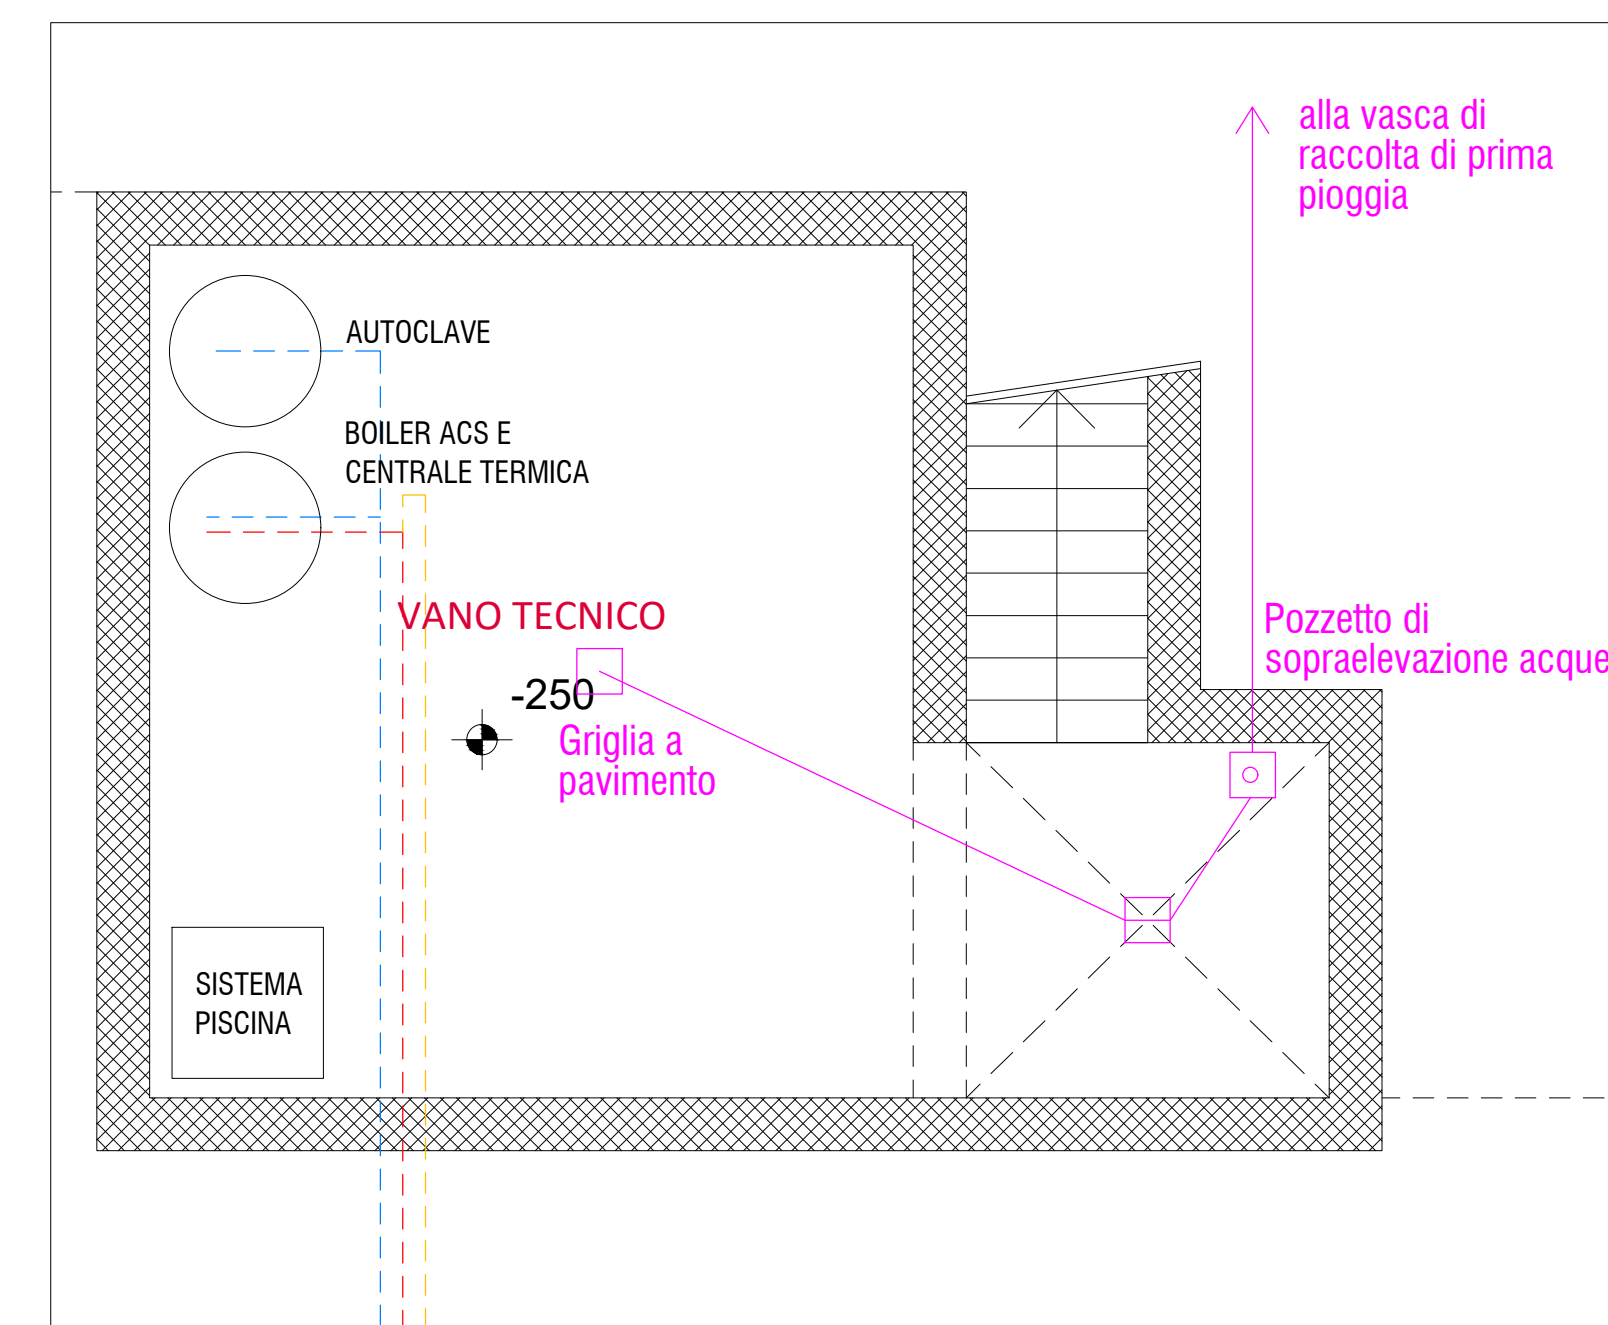 alla vasca di
raccolta di prima
pioggia
AUTOCLAVE
BOILER ACS E
CENTRALE TERMICA
VANO TECNICO
-250
Griglia a
pavimento
Pozzetto di
sopraelevazione acque
SISTEMA
PISCINA